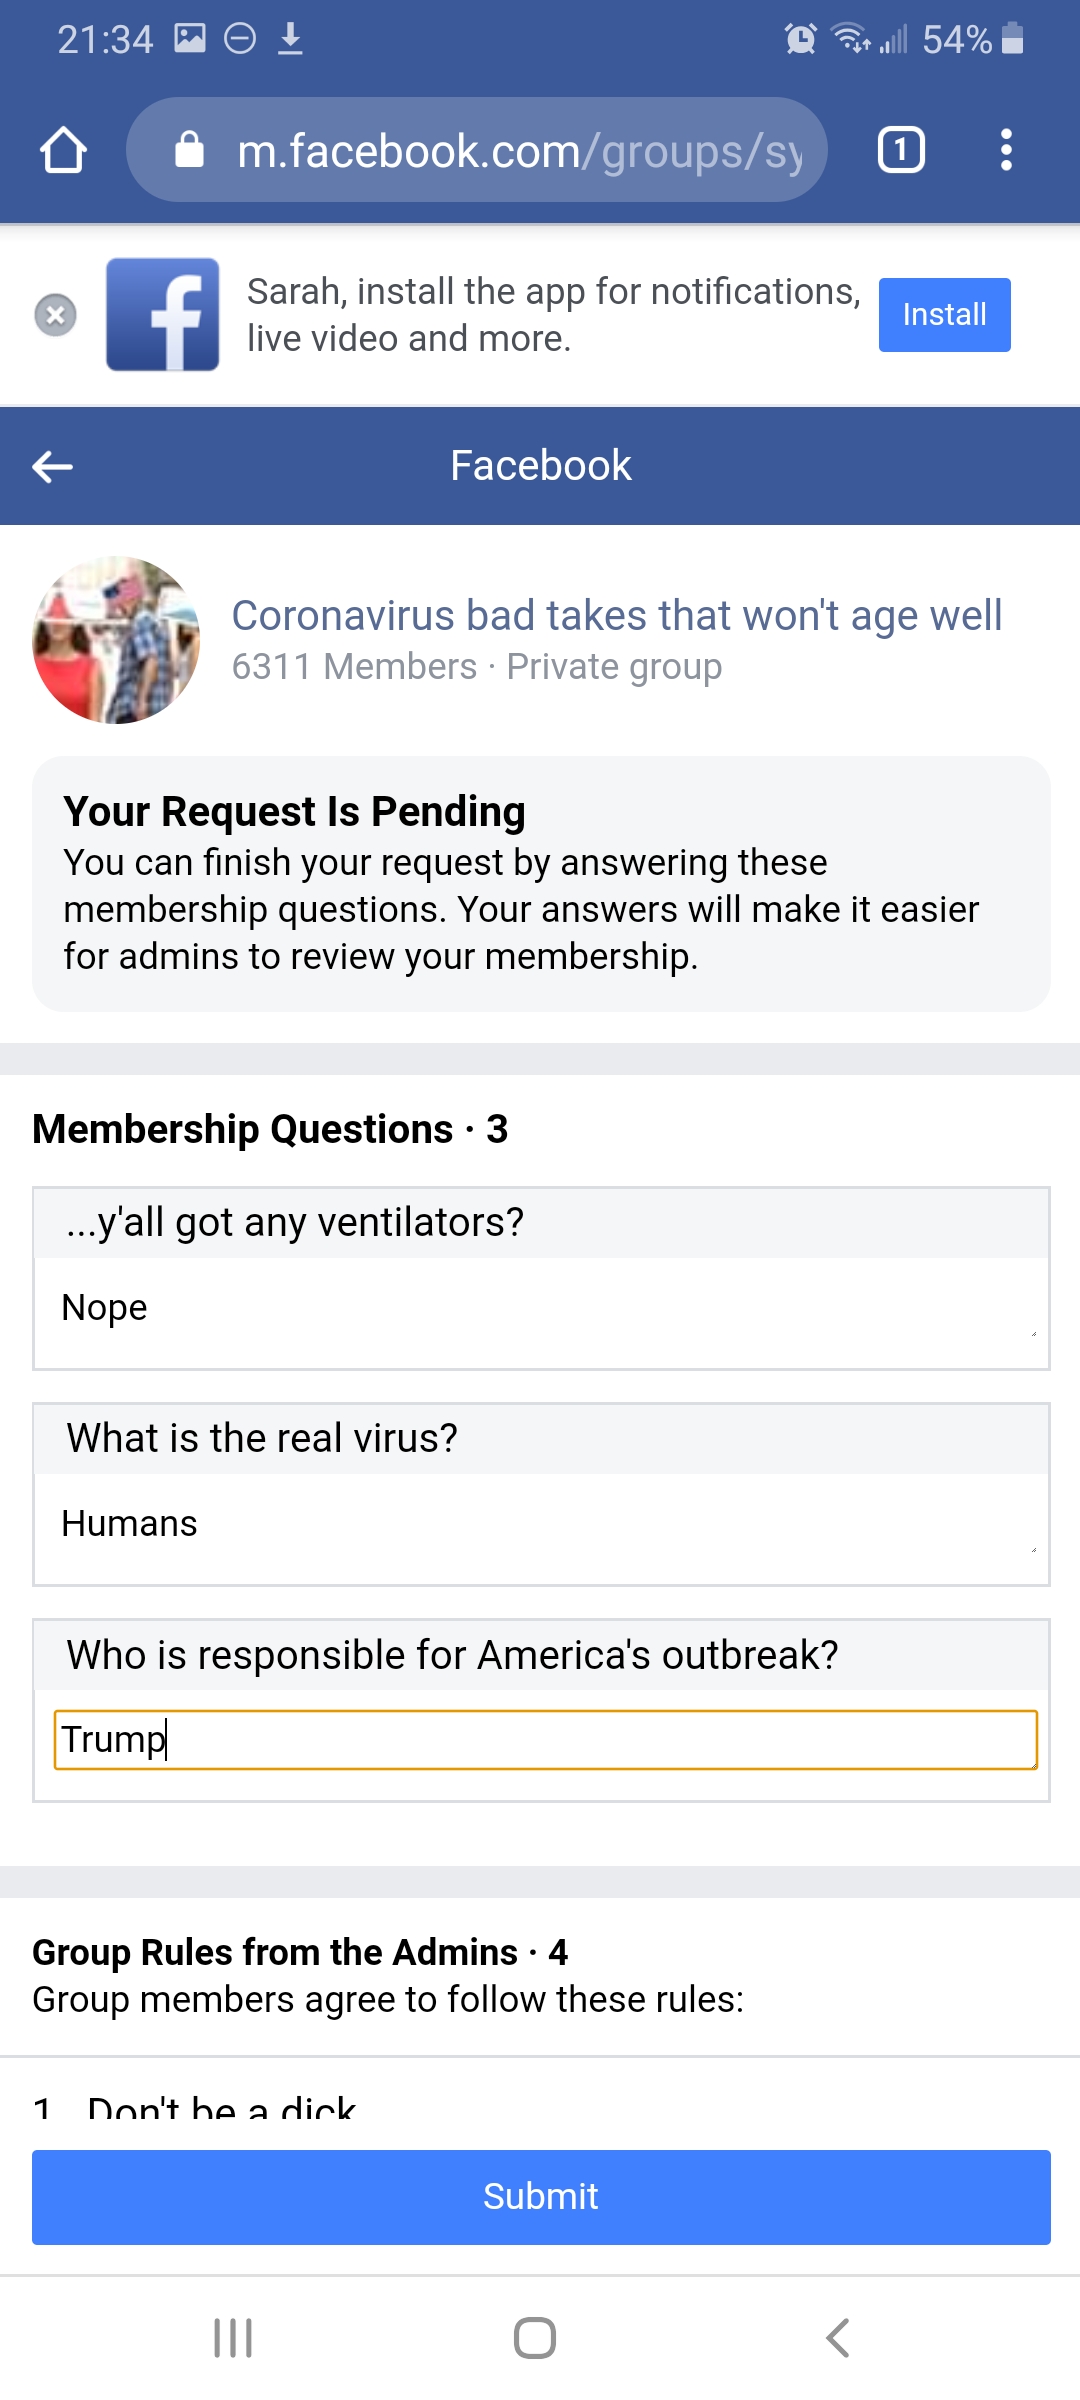 21:34
54%
m.facebook.com/groups/sy
1
Sarah, install the app for notifications,
live video and more.
Install
Facebook
Coronavirus bad takes that won't age well
6311 Members · Private group
Your Request Is Pending
You can finish your request by answering these
membership questions. Your answers will make it easier
for admins to review your membership.
Membership Questions · 3
...y'all got any ventilators?
Nope
What is the real virus?
Humans
Who is responsible for America's outbreak?
Trump
Group Rules from the Admins · 4
Group members agree to follow these rules:
1 Don't be a dick
Submit